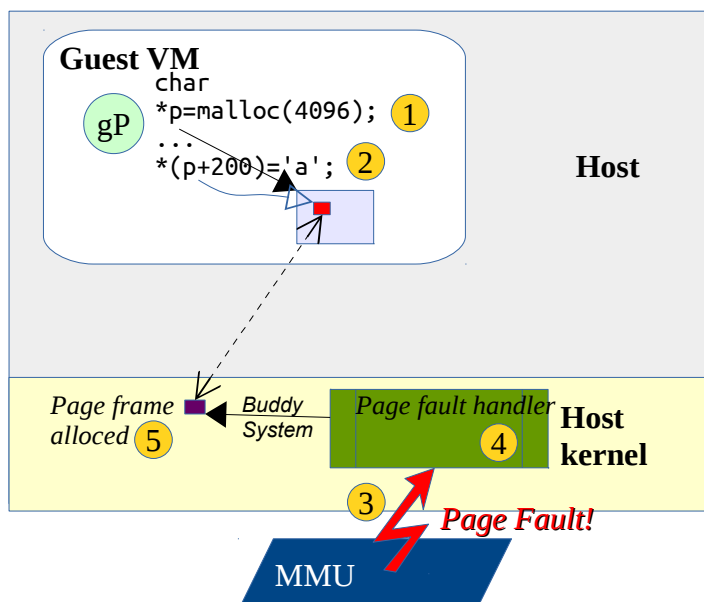 Guest VM
char
*p=malloc(4096);
1
gP
...
*(p+200)='a';
2
Host
Page frame
alloced
5
Buddy
System
Page fault handler
4
Host
kernel
3
Page Fault!
MMU